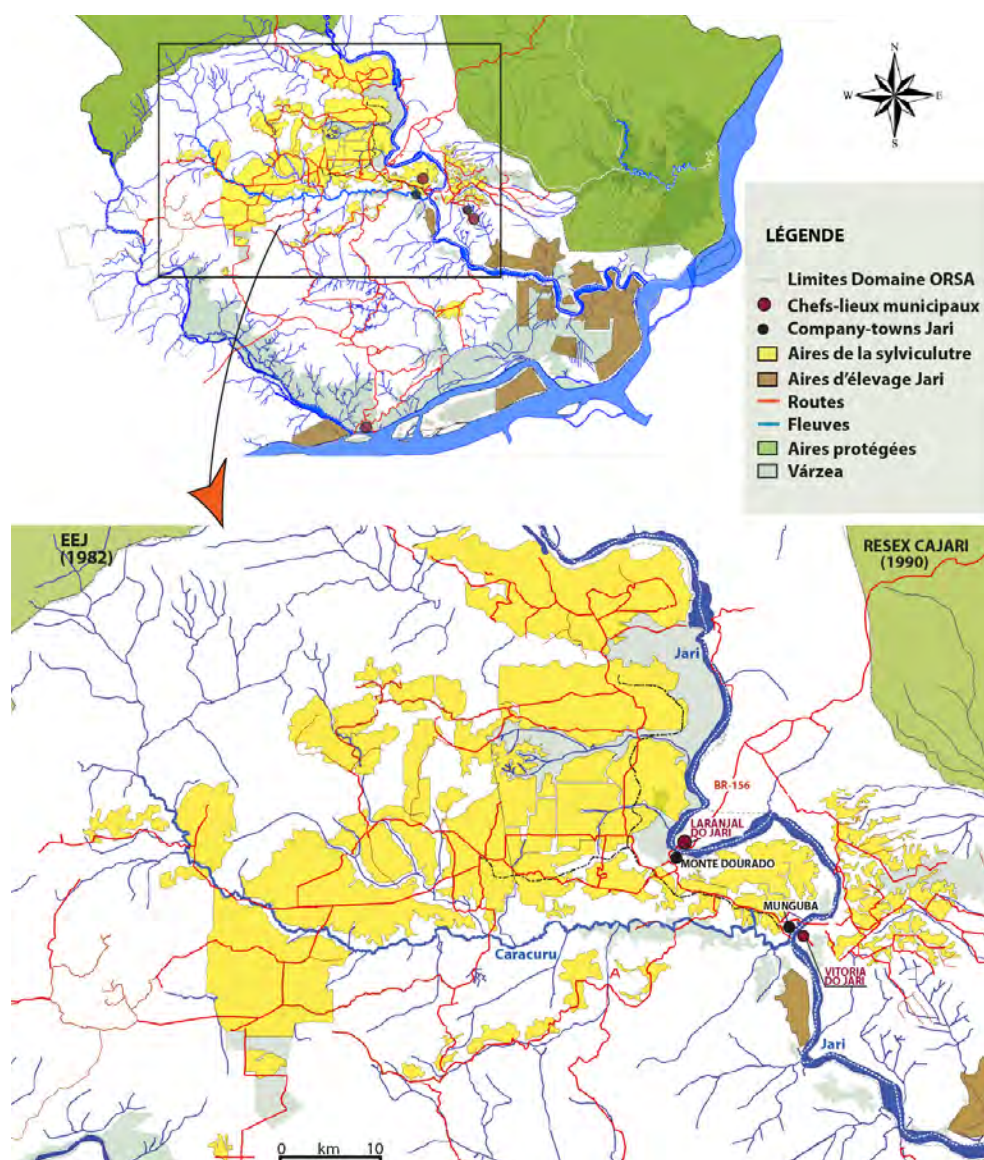 N
W
E
S
LÉGENDE
Limites Domaine ORSA
Chefs-lieux municipaux
Company-towns Jari
Aires de la sylviculutre
Aires d'élevage Jari
Routes
Fleuves
Aires protégées
Várzea
EEJ
(1982)
RESEX CAJARI
(1990)
Jari
BR-156
LARANJAL
DO JARI
MONTE DOURADO
MUNGUBA
Caracuru
A
VITORIA
DO JARI
Jari
0 km 10